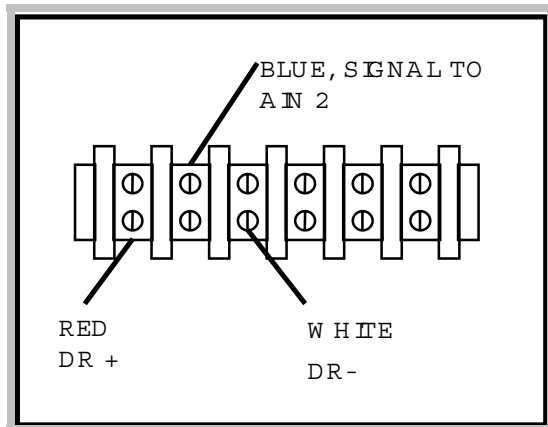 BLUE, SIGNAL TO
AIN 2
RED
DR +
WHITE
DR-